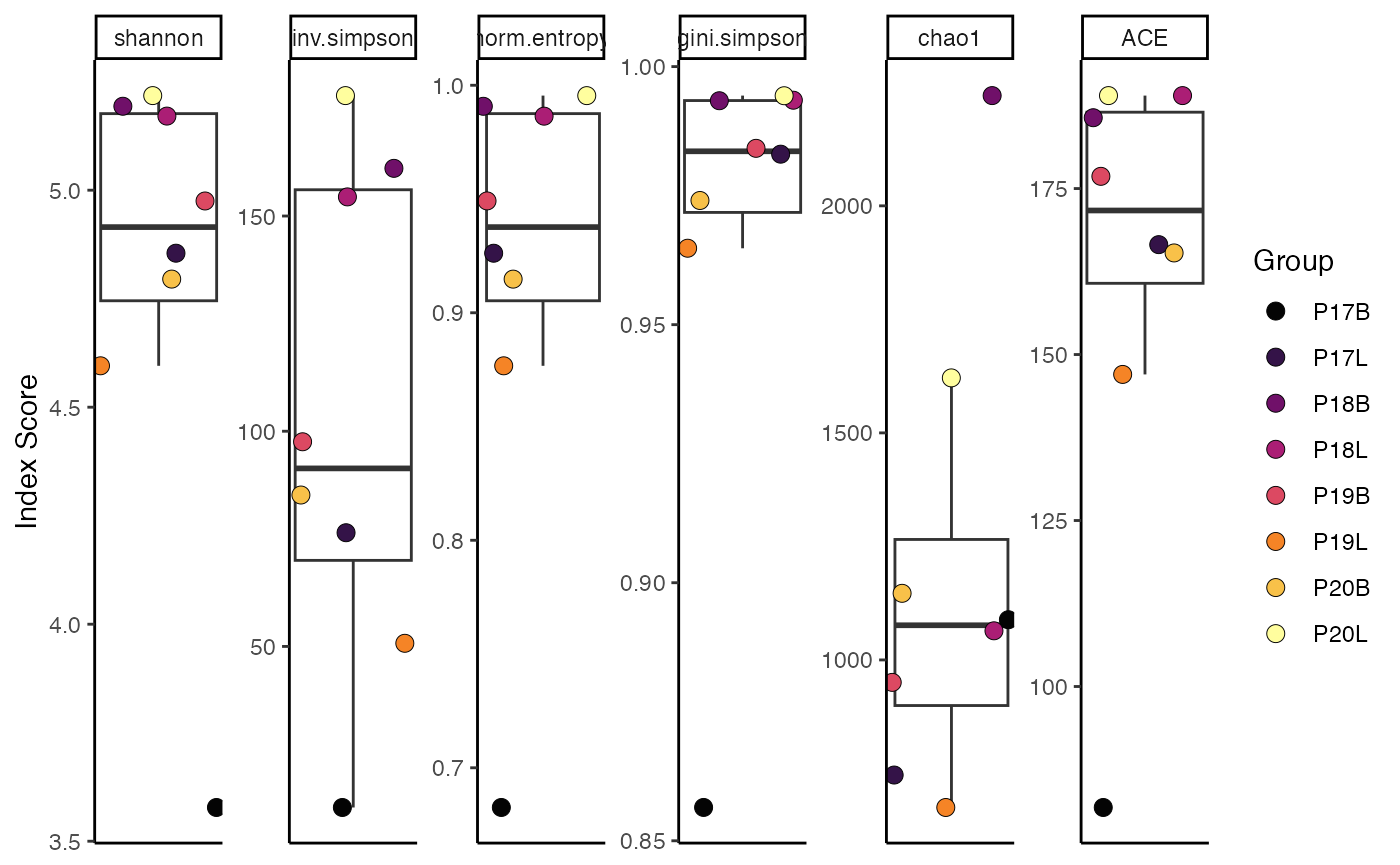 shannon
inv.simpson
norm.entropy
gini.simpson
chao1
ACE
Index Score
5.0
4.5
4.0
3.5
150
100
50
1.0
0.9
0.8
0.7
1.00
0.95
0.90
0.85
2000
1500
1000
175
150
125
100
Group
P17B
P17L
P18B
P18L
P19B
P19L
P20B
P20L